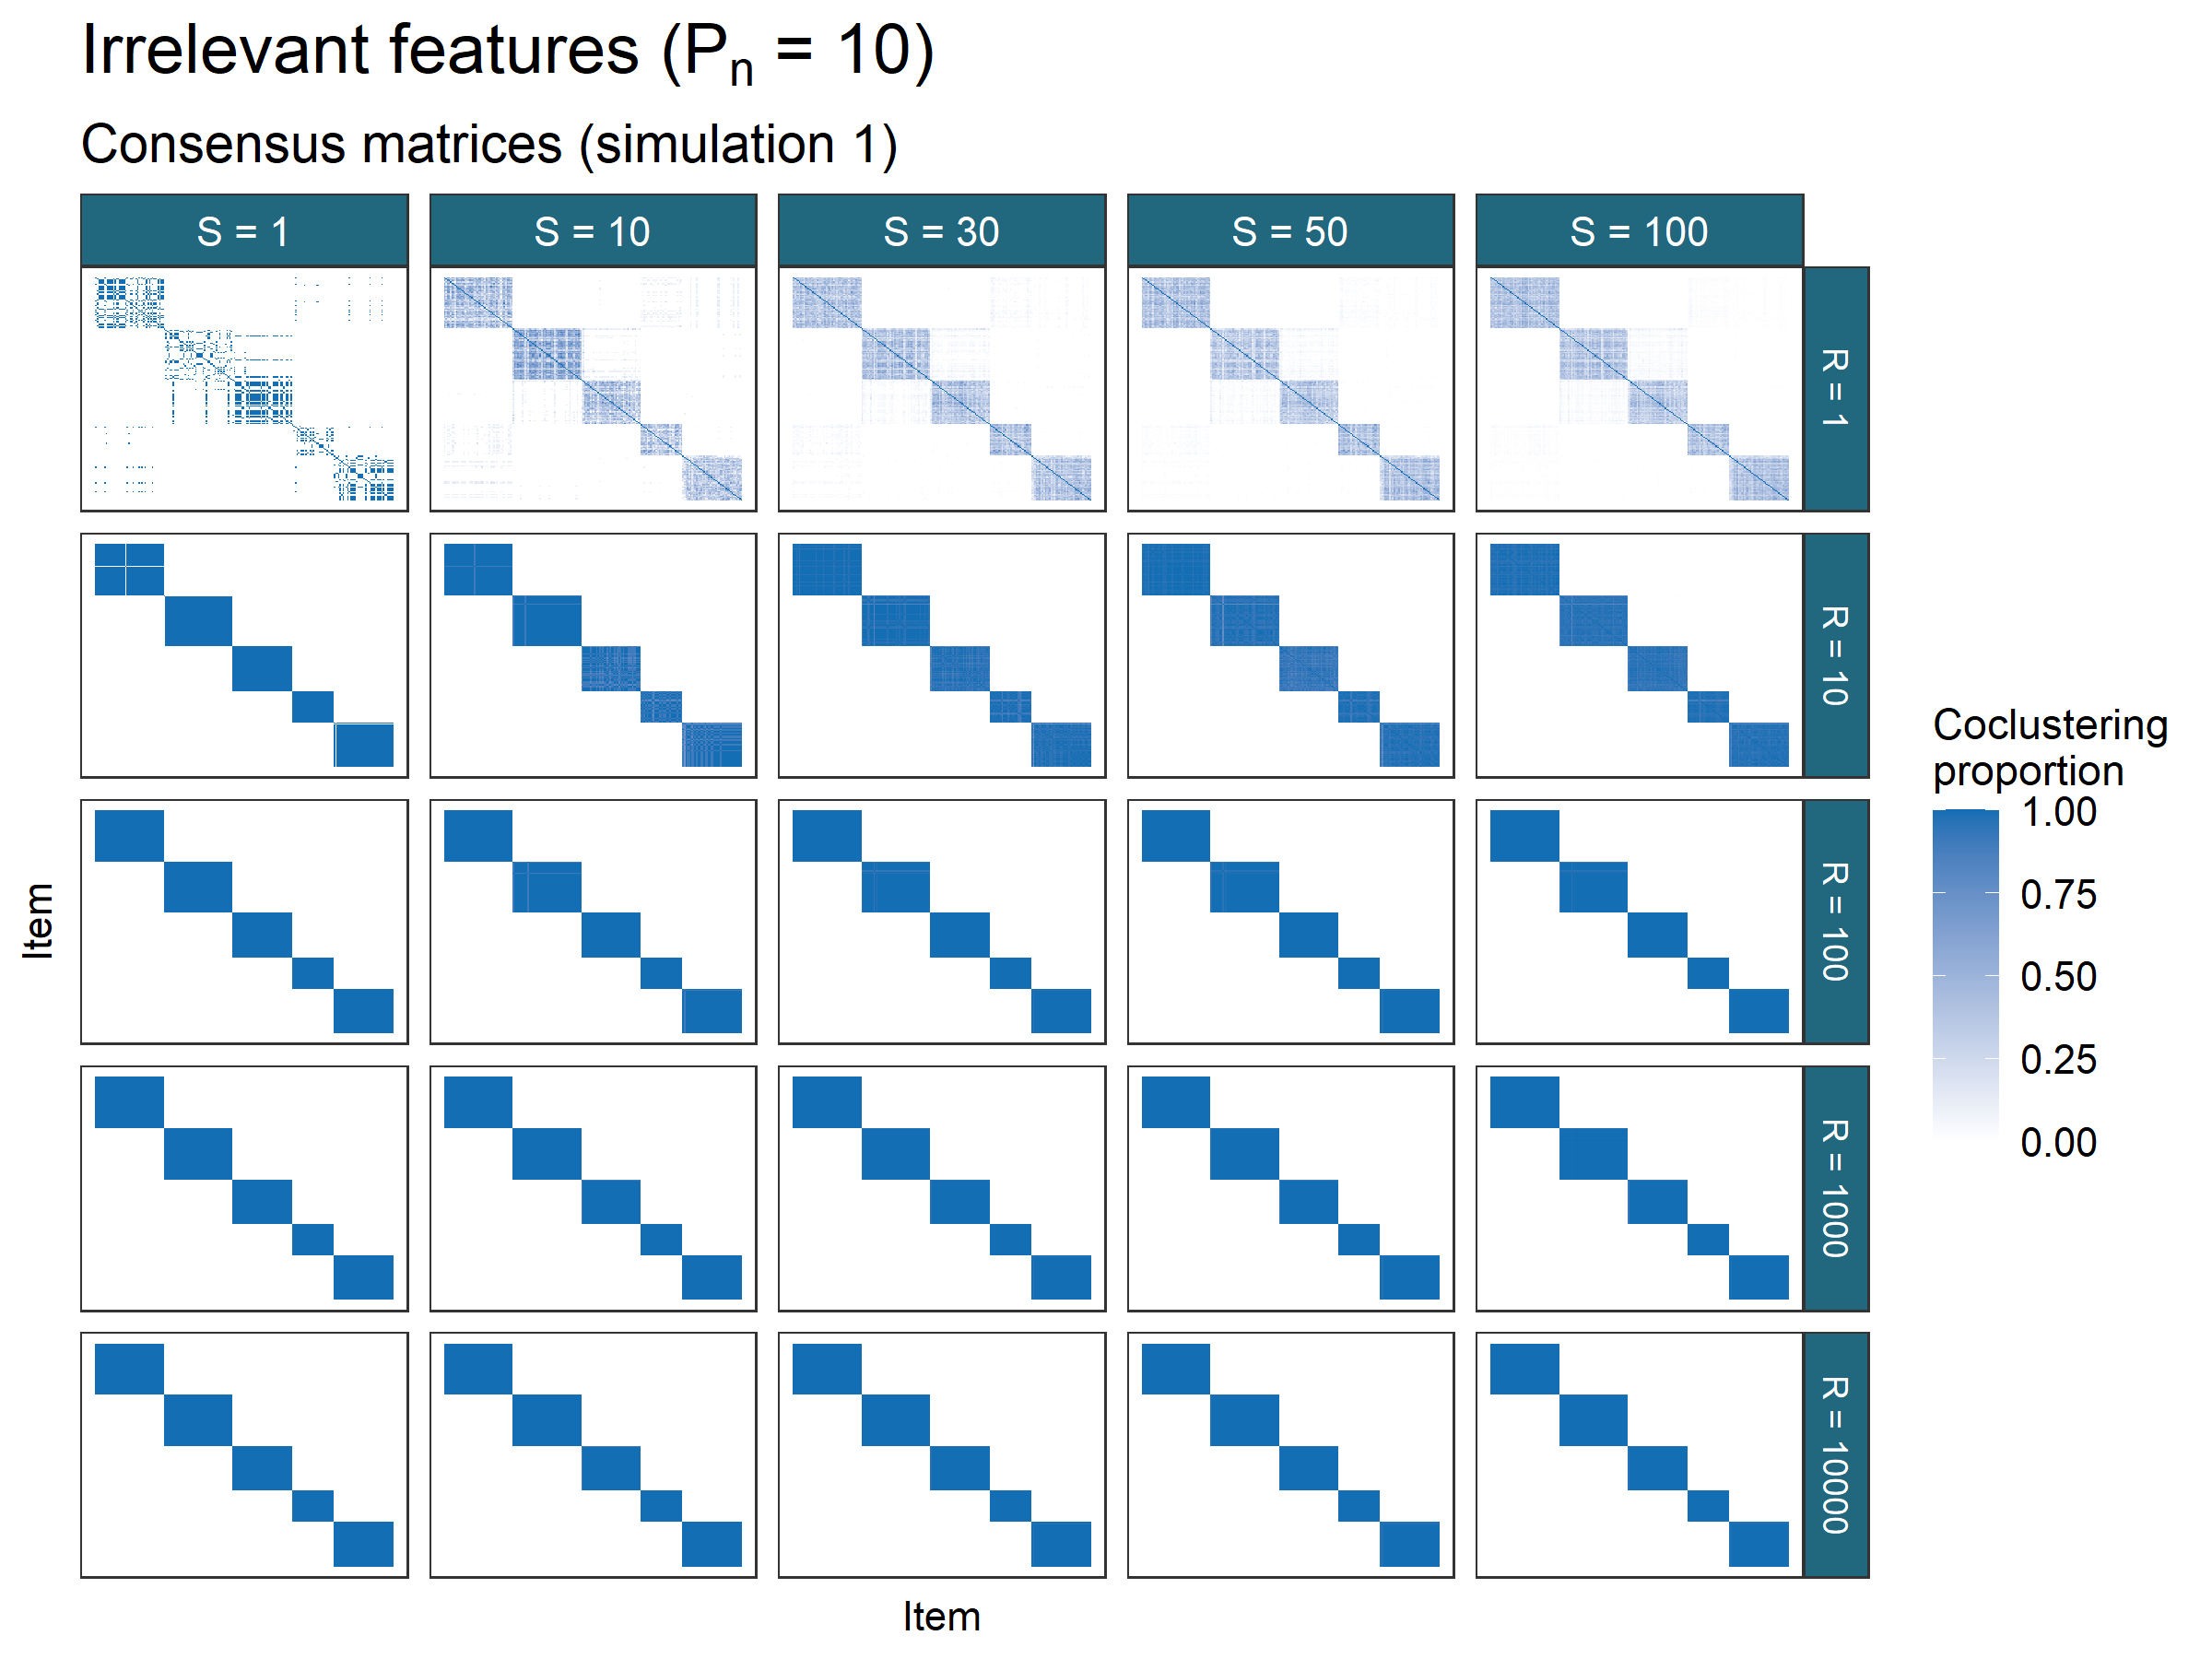 Irrelevant features (Pn = 10)
Consensus matrices (simulation 1)
S = 1
S = 10
S = 30
S = 50
S = 100
R = 1
R = 10
R = 100
R = 1000
R = 10000
Item
Item
Coclustering
proportion
1.00
0.75
0.50
0.25
0.00